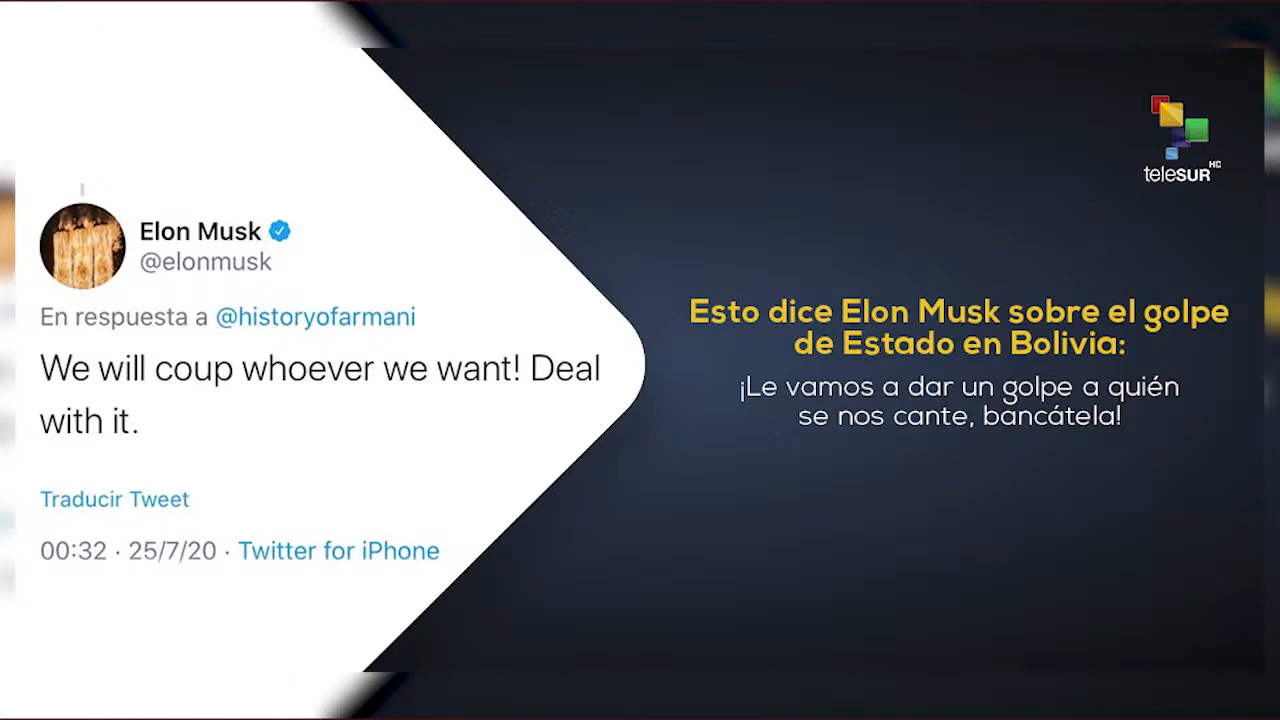 Elon Musk
@elonmusk
En respuesta a @historyofarmani
We will coup whoever we want! Deal
with it.
Traducir Tweet
00:32 · 25/7/20 · Twitter for iPhone
teleSUR HD
Esto dice Elon Musk sobre el golpe
de Estado en Bolivia:
¡Le vamos a dar un golpe a quién
se nos cante, bancátela!